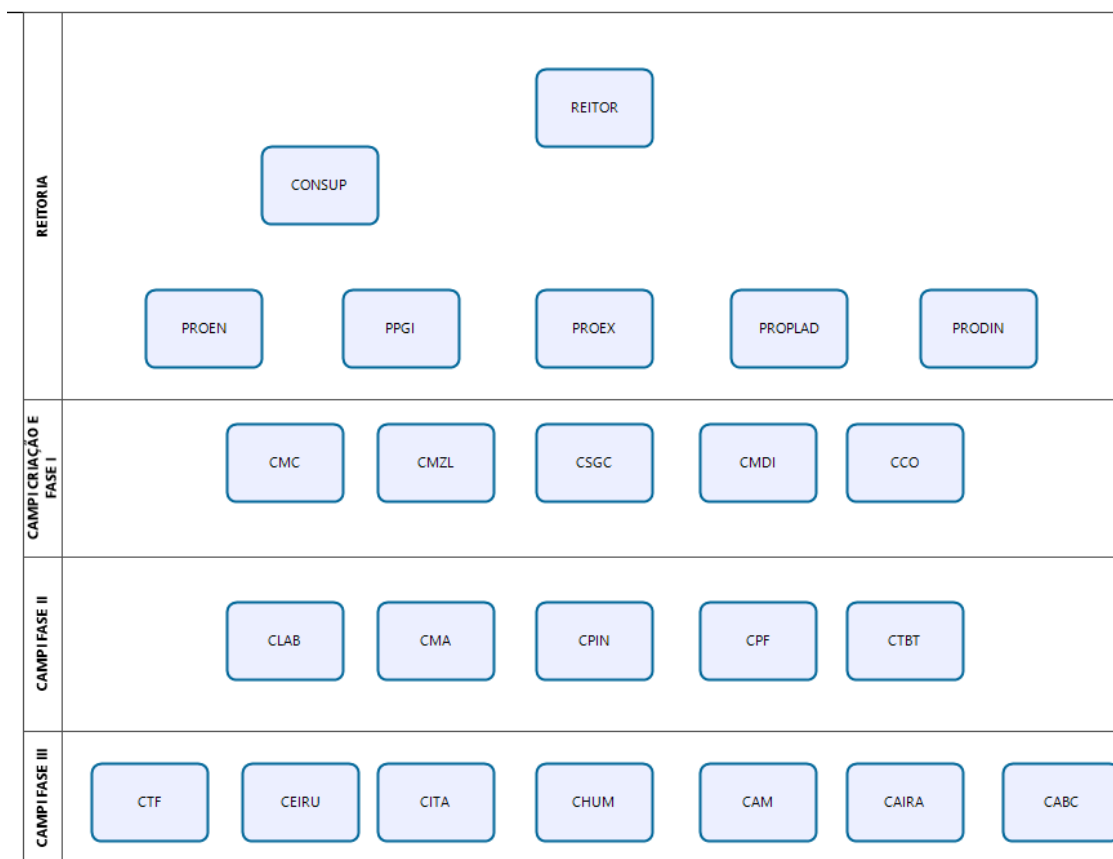 REITORIA
REITOR
CONSUP
PROEN
PPGI
PROEX
PROPLAD
PRODIN
CAMPI CRIAÇÃO E
FASE I
CMC
CMZL
CSGC
CMDI
CCO
CAMPI FASE II
CLAB
CMA
CPIN
CPF
CTBT
CAMPI FASE III
CTF
CEIRU
CITA
CHUM
CAM
CAIRA
CABC